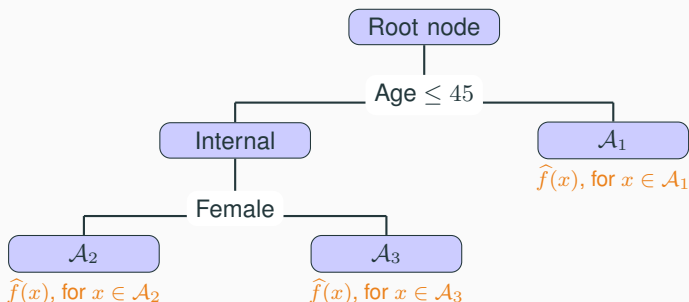 Root node
Age ≤ 45
Internal
𝒜₁
f̂(x), for x ∈ 𝒜₁
Female
𝒜₂
𝒜₃
f̂(x), for x ∈ 𝒜₂
f̂(x), for x ∈ 𝒜₃